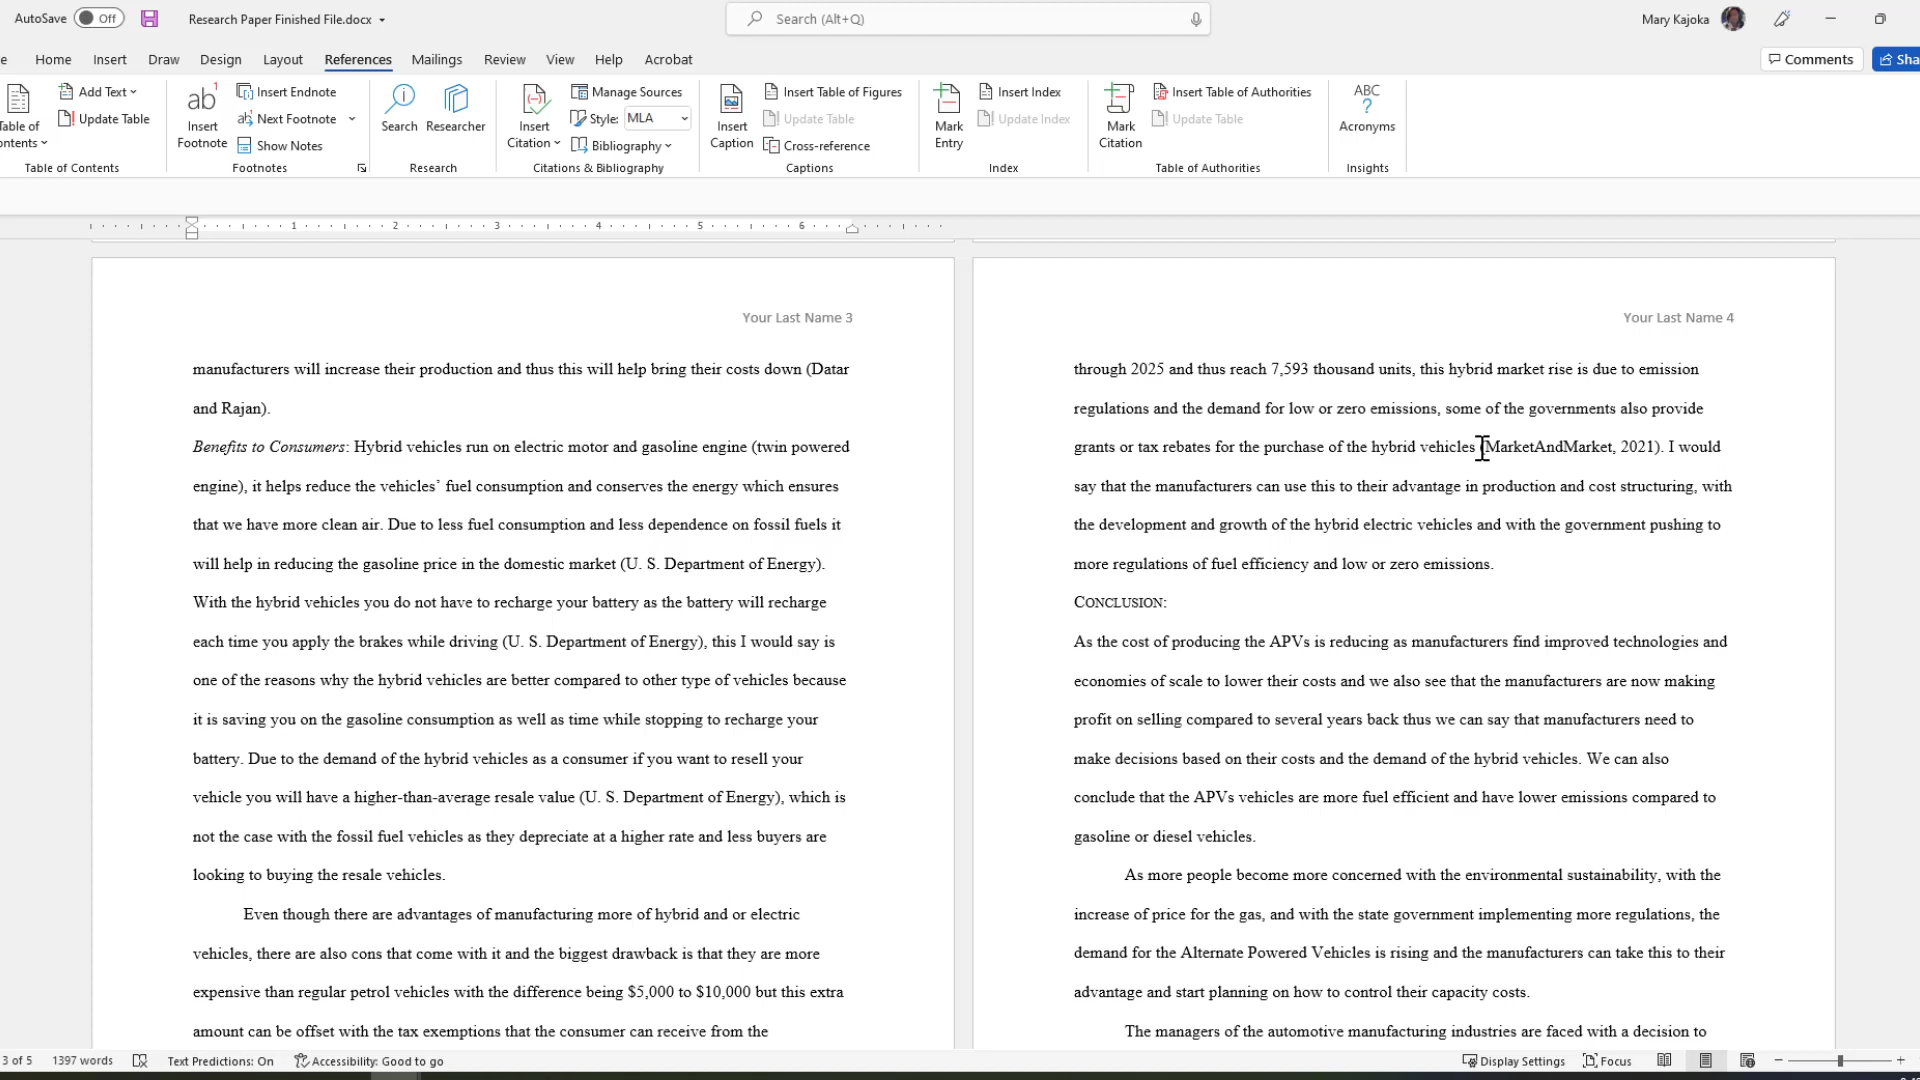 AutoSave Off Research Paper Finished File.docx Search (Alt+Q) Mary Kajoka
Home Insert Draw Design Layout References Mailings Review View Help Acrobat Comments
Add Text
Update Table
Table of Contents
Insert Footnote
Insert Endnote
Next Footnote
Show Notes
Footnotes
Search
Researcher
Research
Insert Citation
Manage Sources
Style: MLA
Bibliography
Citations & Bibliography
Insert Caption
Insert Table of Figures
Update Table
Cross-reference
Captions
Mark Entry
Insert Index
Update Index
Index
Mark Citation
Insert Table of Authorities
Update Table
Table of Authorities
ABC
?
Acronyms
Insights
1 2 3 4 5 6
Your Last Name 3
manufacturers will increase their production and thus this will help bring their costs down (Datar
and Rajan).
Benefits to Consumers: Hybrid vehicles run on electric motor and gasoline engine (twin powered
engine), it helps reduce the vehicles’ fuel consumption and conserves the energy which ensures
that we have more clean air. Due to less fuel consumption and less dependence on fossil fuels it
will help in reducing the gasoline price in the domestic market (U. S. Department of Energy).
With the hybrid vehicles you do not have to recharge your battery as the battery will recharge
each time you apply the brakes while driving (U. S. Department of Energy), this I would say is
one of the reasons why the hybrid vehicles are better compared to other type of vehicles because
it is saving you on the gasoline consumption as well as time while stopping to recharge your
battery. Due to the demand of the hybrid vehicles as a consumer if you want to resell your
vehicle you will have a higher-than-average resale value (U. S. Department of Energy), which is
not the case with the fossil fuel vehicles as they depreciate at a higher rate and less buyers are
looking to buying the resale vehicles.
Even though there are advantages of manufacturing more of hybrid and or electric
vehicles, there are also cons that come with it and the biggest drawback is that they are more
expensive than regular petrol vehicles with the difference being $5,000 to $10,000 but this extra
amount can be offset with the tax exemptions that the consumer can receive from the
Your Last Name 4
through 2025 and thus reach 7,593 thousand units, this hybrid market rise is due to emission
regulations and the demand for low or zero emissions, some of the governments also provide
grants or tax rebates for the purchase of the hybrid vehicles (MarketAndMarket, 2021). I would
say that the manufacturers can use this to their advantage in production and cost structuring, with
the development and growth of the hybrid electric vehicles and with the government pushing to
more regulations of fuel efficiency and low or zero emissions.
CONCLUSION:
As the cost of producing the APVs is reducing as manufacturers find improved technologies and
economies of scale to lower their costs and we also see that the manufacturers are now making
profit on selling compared to several years back thus we can say that manufacturers need to
make decisions based on their costs and the demand of the hybrid vehicles. We can also
conclude that the APVs vehicles are more fuel efficient and have lower emissions compared to
gasoline or diesel vehicles.
As more people become more concerned with the environmental sustainability, with the
increase of price for the gas, and with the state government implementing more regulations, the
demand for the Alternate Powered Vehicles is rising and the manufacturers can take this to their
advantage and start planning on how to control their capacity costs.
The managers of the automotive manufacturing industries are faced with a decision to
3 of 5 1397 words Text Predictions: On Accessibility: Good to go Display Settings Focus